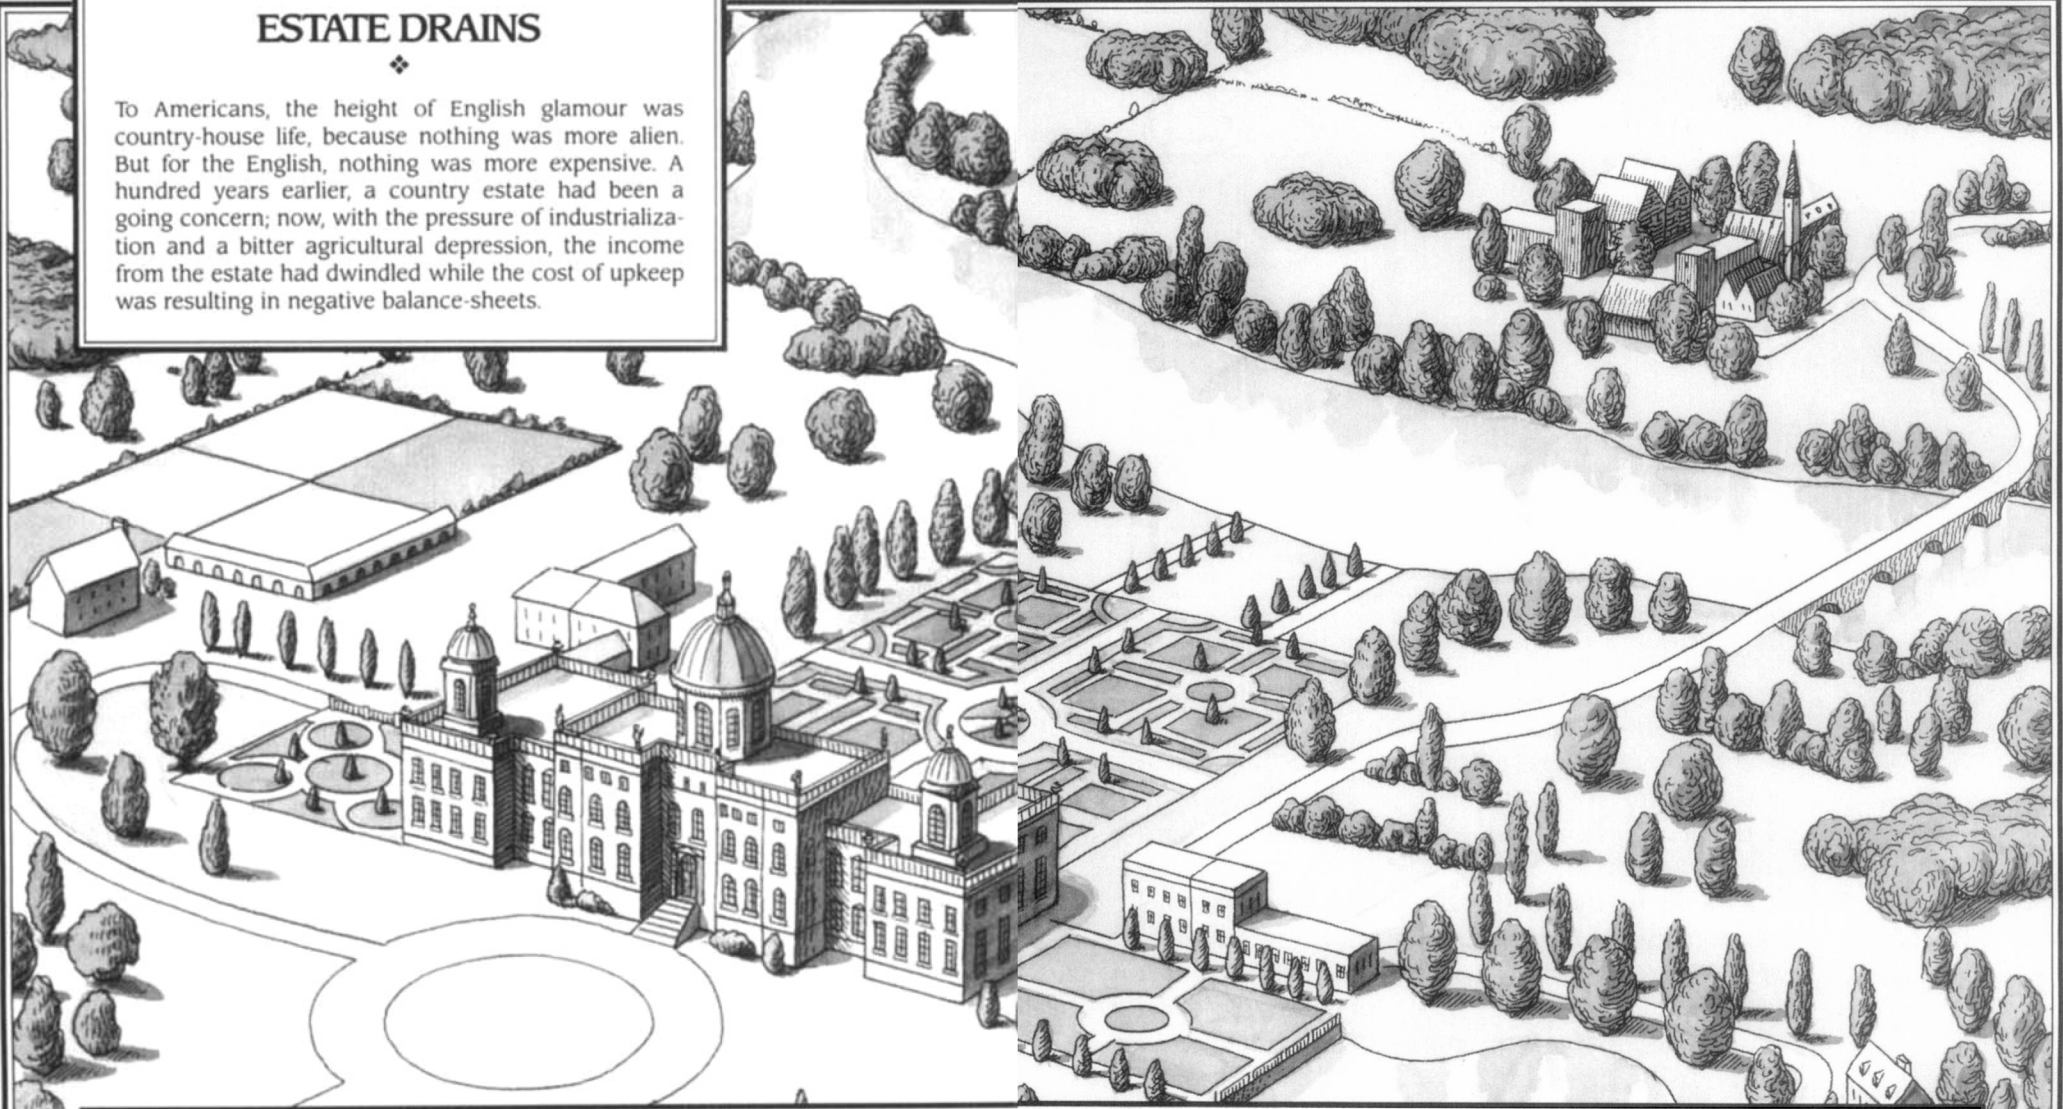 ESTATE DRAINS
To Americans, the height of English glamour was
country-house life, because nothing was more alien.
But for the English, nothing was more expensive. A
hundred years earlier, a country estate had been a
going concern; now, with the pressure of industrializa-
tion and a bitter agricultural depression, the income
from the estate had dwindled while the cost of upkeep
was resulting in negative balance-sheets.